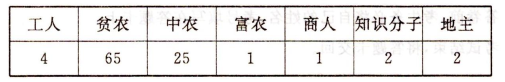 工人 贫农 中农 富农 商人 知识分子 地主
4 65 25 1 1 2 2